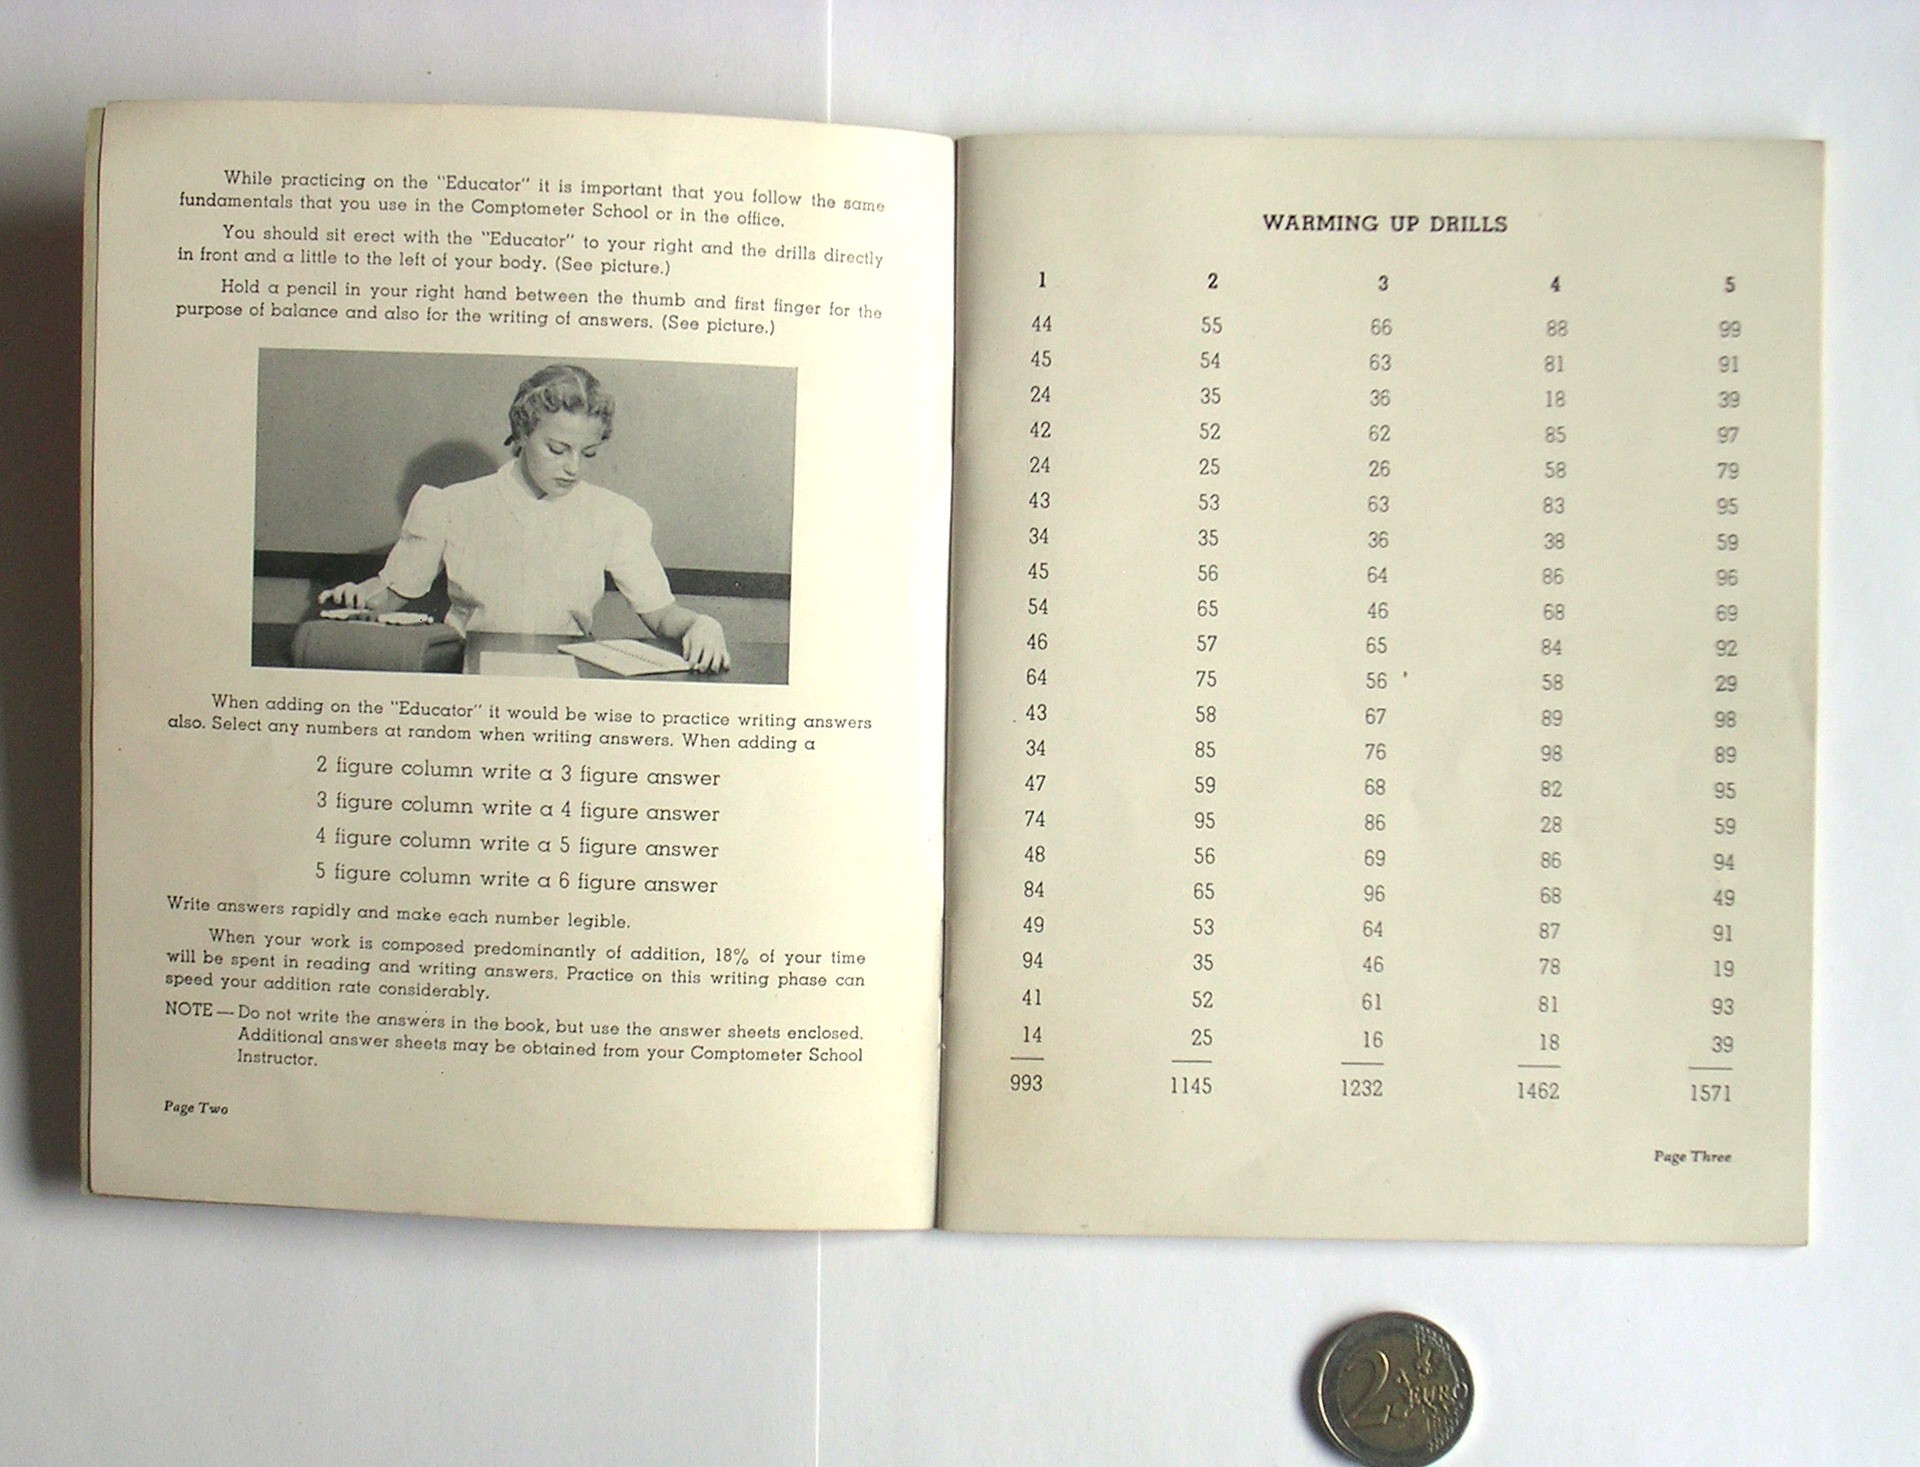 While practicing on the "Educator" it is important that you follow the same
fundamentals that you use in the Comptometer School or in the office.
You should sit erect with the "Educator" to your right and the drills directly
in front and a little to the left of your body. (See picture.)
Hold a pencil in your right hand between the thumb and first finger for the
purpose of balance and also for the writing of answers. (See picture.)
When adding on the "Educator" it would be wise to practice writing answers
also. Select any numbers at random when writing answers. When adding a
2 figure column write a 3 figure answer
3 figure column write a 4 figure answer
4 figure column write a 5 figure answer
5 figure column write a 6 figure answer
Write answers rapidly and make each number legible.
When your work is composed predominantly of addition, 18% of your time
will be spent in reading and writing answers. Practice on this writing phase can
speed your addition rate considerably.
NOTE — Do not write the answers in the book, but use the answer sheets enclosed.
Additional answer sheets may be obtained from your Comptometer School
Instructor.
Page Two
WARMING UP DRILLS
1 2 3 4 5
44 55 66 88 99
45 54 63 81 91
24 35 36 18 39
42 52 62 85 97
24 25 26 58 79
43 53 63 83 95
34 35 36 38 59
45 56 64 86 96
54 65 46 68 69
46 57 65 84 92
64 75 56 58 29
43 58 67 89 98
34 85 76 98 89
47 59 68 82 95
74 95 86 28 59
48 56 69 86 94
84 65 96 68 49
49 53 64 87 91
94 35 46 78 19
41 52 61 81 93
14 25 16 18 39
993 1145 1232 1462 1571
Page Three
2 EURO